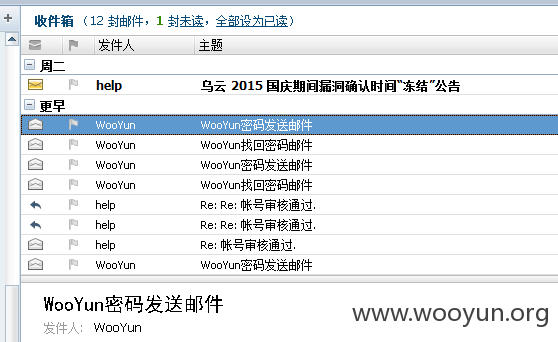 收件箱 (12 封邮件，1 封未读，全部设为已读)
发件人 主题
周二
help 乌云 2015 国庆期间漏洞确认时间“冻结”公告
更早
WooYun WooYun密码发送邮件
WooYun WooYun找回密码邮件
WooYun WooYun密码发送邮件
WooYun WooYun找回密码邮件
help Re: Re: 帐号审核通过.
help Re: Re: 帐号审核通过.
help Re: 帐号审核通过.
WooYun WooYun密码发送邮件
WooYun密码发送邮件
发件人: WooYun
www.wooyun.org